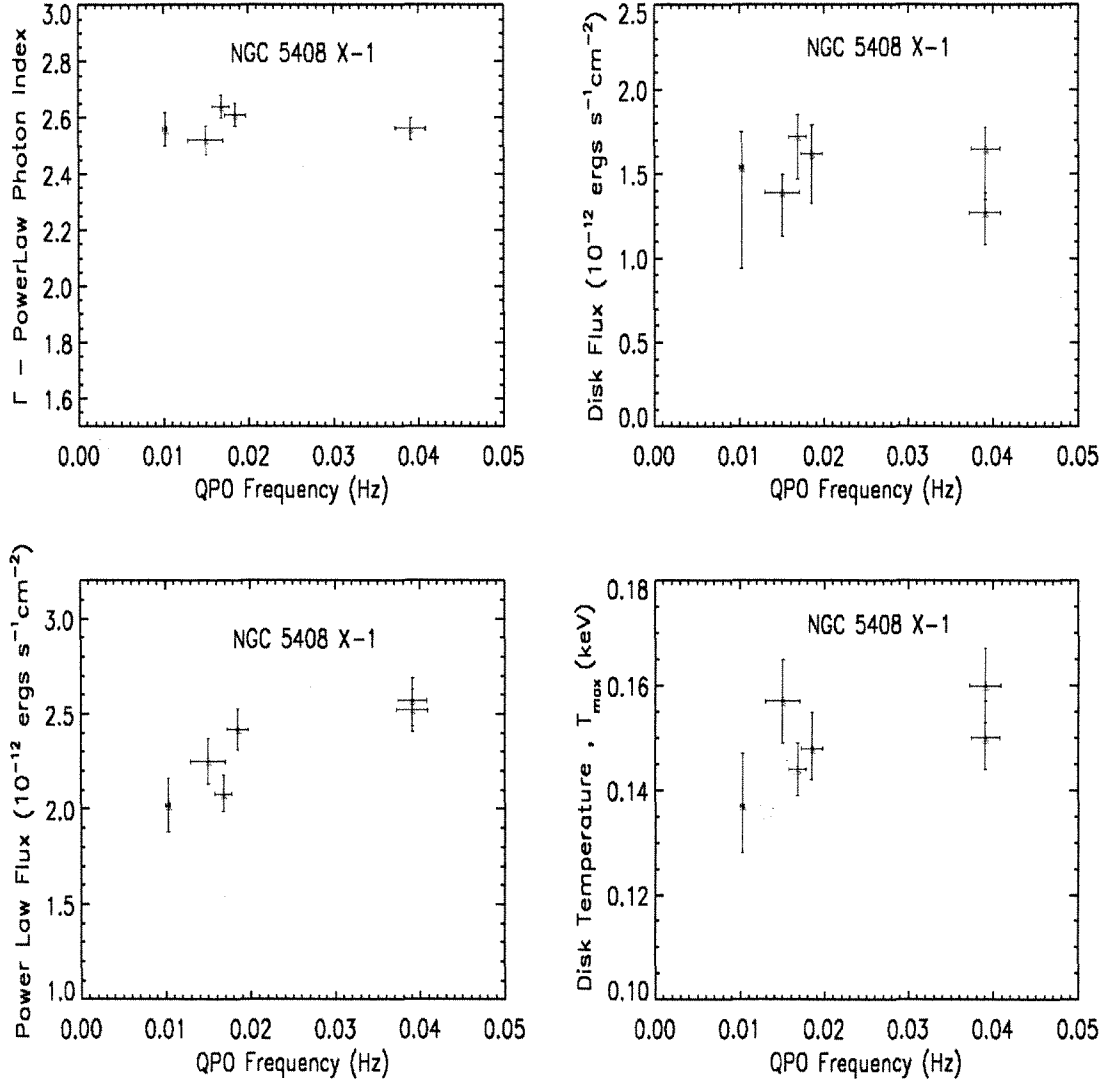 Γ – PowerLaw Photon Index
3.0
2.8
2.6
2.4
2.2
2.0
1.8
1.6
NGC 5408 X-1
0.00 0.01 0.02 0.03 0.04 0.05
QPO Frequency (Hz)
Disk Flux (10⁻¹² ergs s⁻¹cm⁻²)
2.5
2.0
1.5
1.0
0.5
0.0
NGC 5408 X-1
0.00 0.01 0.02 0.03 0.04 0.05
QPO Frequency (Hz)
Power Law Flux (10⁻¹² ergs s⁻¹cm⁻²)
3.0
2.5
2.0
1.5
1.0
NGC 5408 X-1
0.00 0.01 0.02 0.03 0.04 0.05
QPO Frequency (Hz)
Disk Temperature , T_max (keV)
0.18
0.16
0.14
0.12
0.10
NGC 5408 X-1
0.00 0.01 0.02 0.03 0.04 0.05
QPO Frequency (Hz)